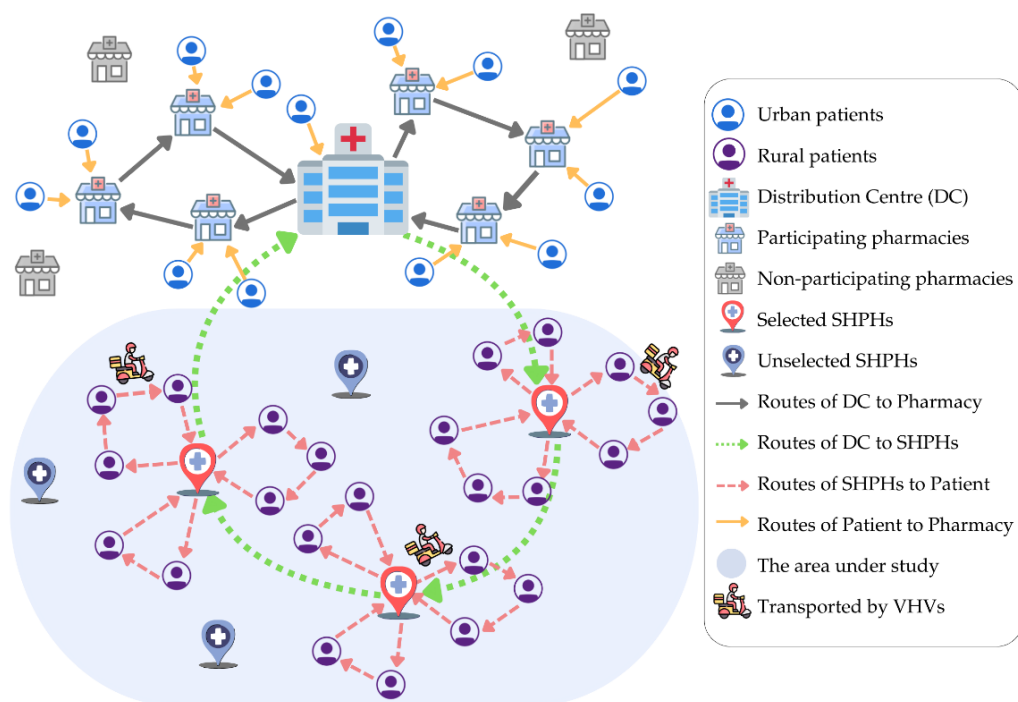 Urban patients
Rural patients
Distribution Centre (DC)
Participating pharmacies
Non-participating pharmacies
Selected SHPHs
Unselected SHPHs
Routes of DC to Pharmacy
Routes of DC to SHPHs
Routes of SHPHs to Patient
Routes of Patient to Pharmacy
The area under study
Transported by VHVs